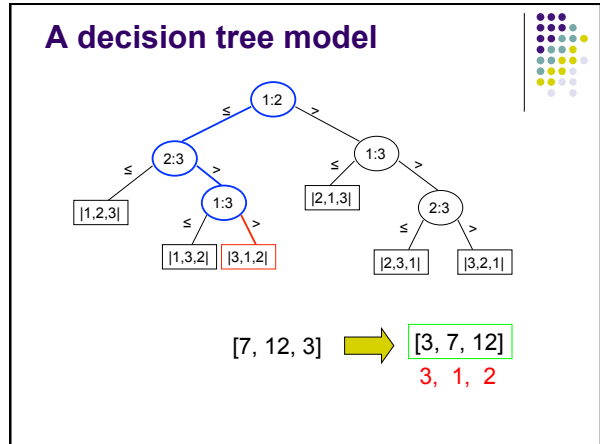 A decision tree model
1:2
≤ >
2:3 1:3
≤ > ≤ >
|1,2,3| 1:3 |2,1,3| 2:3
≤ > ≤ >
|1,3,2| |3,1,2| |2,3,1| |3,2,1|
[7, 12, 3] [3, 7, 12]
3, 1, 2